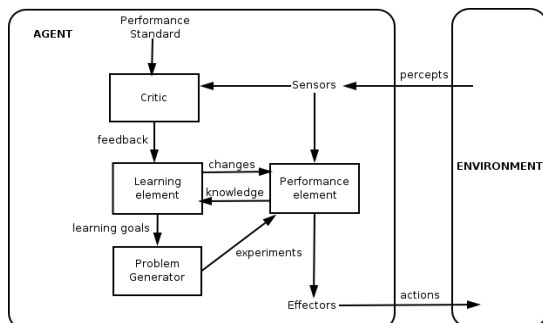 Performance
Standard
AGENT
Critic
Sensors
percepts
feedback
changes
Learning
element
knowledge
Performance
element
ENVIRONMENT
learning goals
Problem
Generator
experiments
Effectors
actions